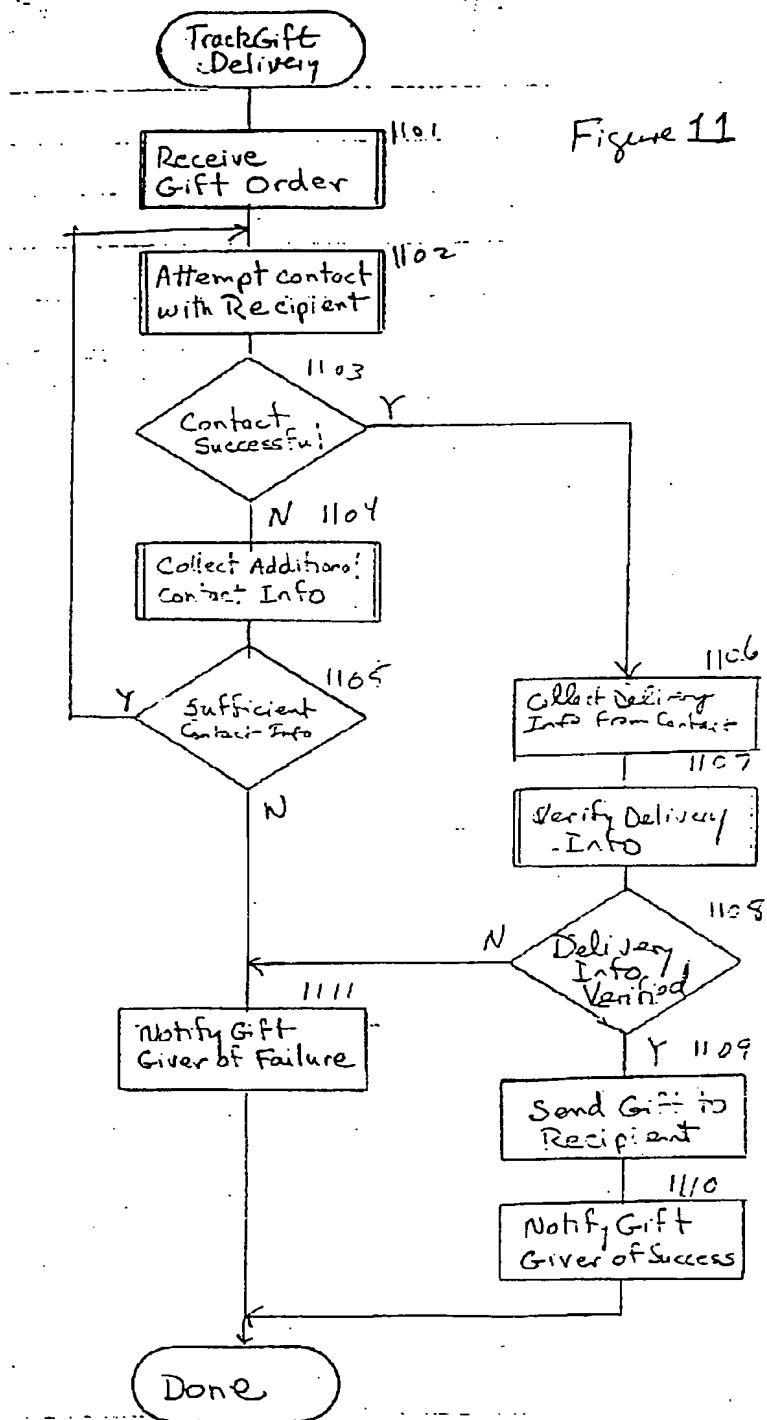 TrackGift
Delivery
Figure 11
1101
Receive
Gift Order
1102
Attempt contact
with Recipient
1103
Contact
Successful
Y
N
1104
Collect Additional
Contact Info
1105
Sufficient
Contact Info
Y
N
1106
Collect Delivery
Info From Contact
1107
Verify Delivery
Info
1108
Delivery
Info
Verified
N
Y
1109
Send Gift to
Recipient
1110
Notify Gift
Giver of Success
1111
Notify Gift
Giver of Failure
Done